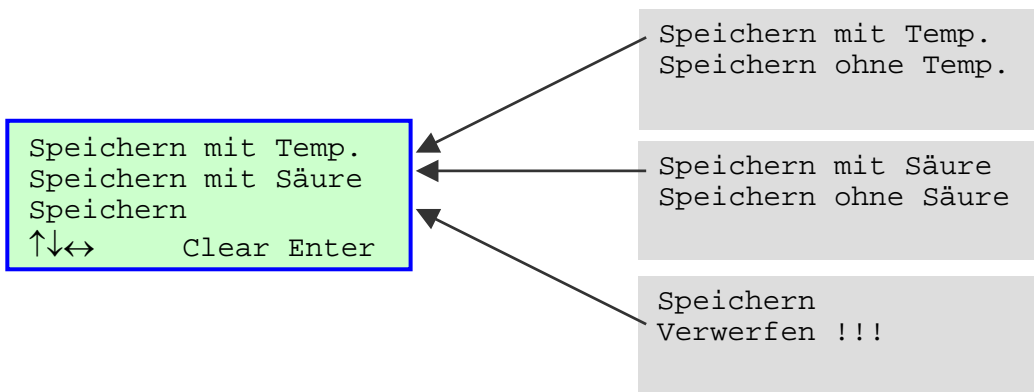 Speichern mit Temp.
Speichern mit Säure
Speichern
↑↓↔ Clear Enter
Speichern mit Temp.
Speichern ohne Temp.
Speichern mit Säure
Speichern ohne Säure
Speichern
Verwerfen !!!